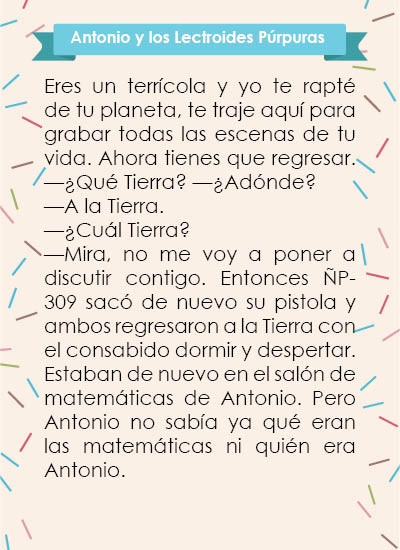 Antonio y los Lectroides Púrpuras
Eres un terrícola y yo te rapté
de tu planeta, te traje aquí para
grabar todas las escenas de tu
vida. Ahora tienes que regresar.
—¿Qué Tierra? —¿Adónde?
—A la Tierra.
—¿Cuál Tierra?
—Mira, no me voy a poner a
discutir contigo. Entonces ÑP-
309 sacó de nuevo su pistola y
ambos regresaron a la Tierra con
el consabido dormir y despertar.
Estaban de nuevo en el salón de
matemáticas de Antonio. Pero
Antonio no sabía ya qué eran
las matemáticas ni quién era
Antonio.